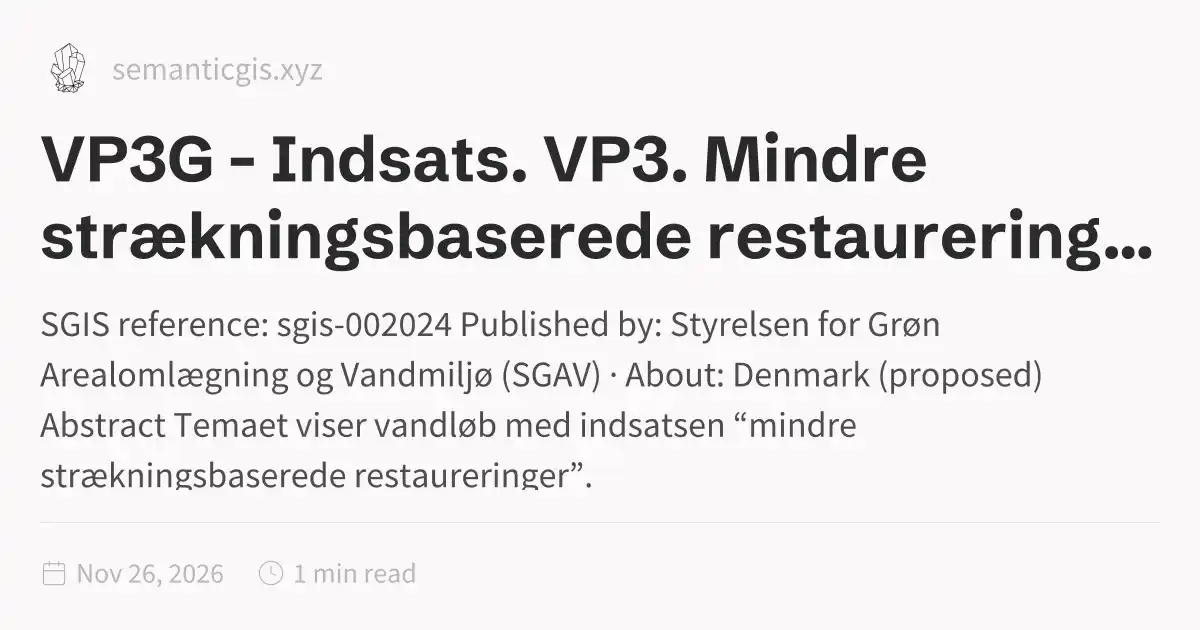 semanticgis.xyz
VP3G - Indsats. VP3. Mindre
strækningsbaserede restaurering...
SGIS reference: sgis-002024 Published by: Styrelsen for Grøn
Arealomlægning og Vandmiljø (SGAV) · About: Denmark (proposed)
Abstract Temaet viser vandløb med indsatsen “mindre
strækningsbaserede restaureringer”.
Nov 26, 2026 1 min read